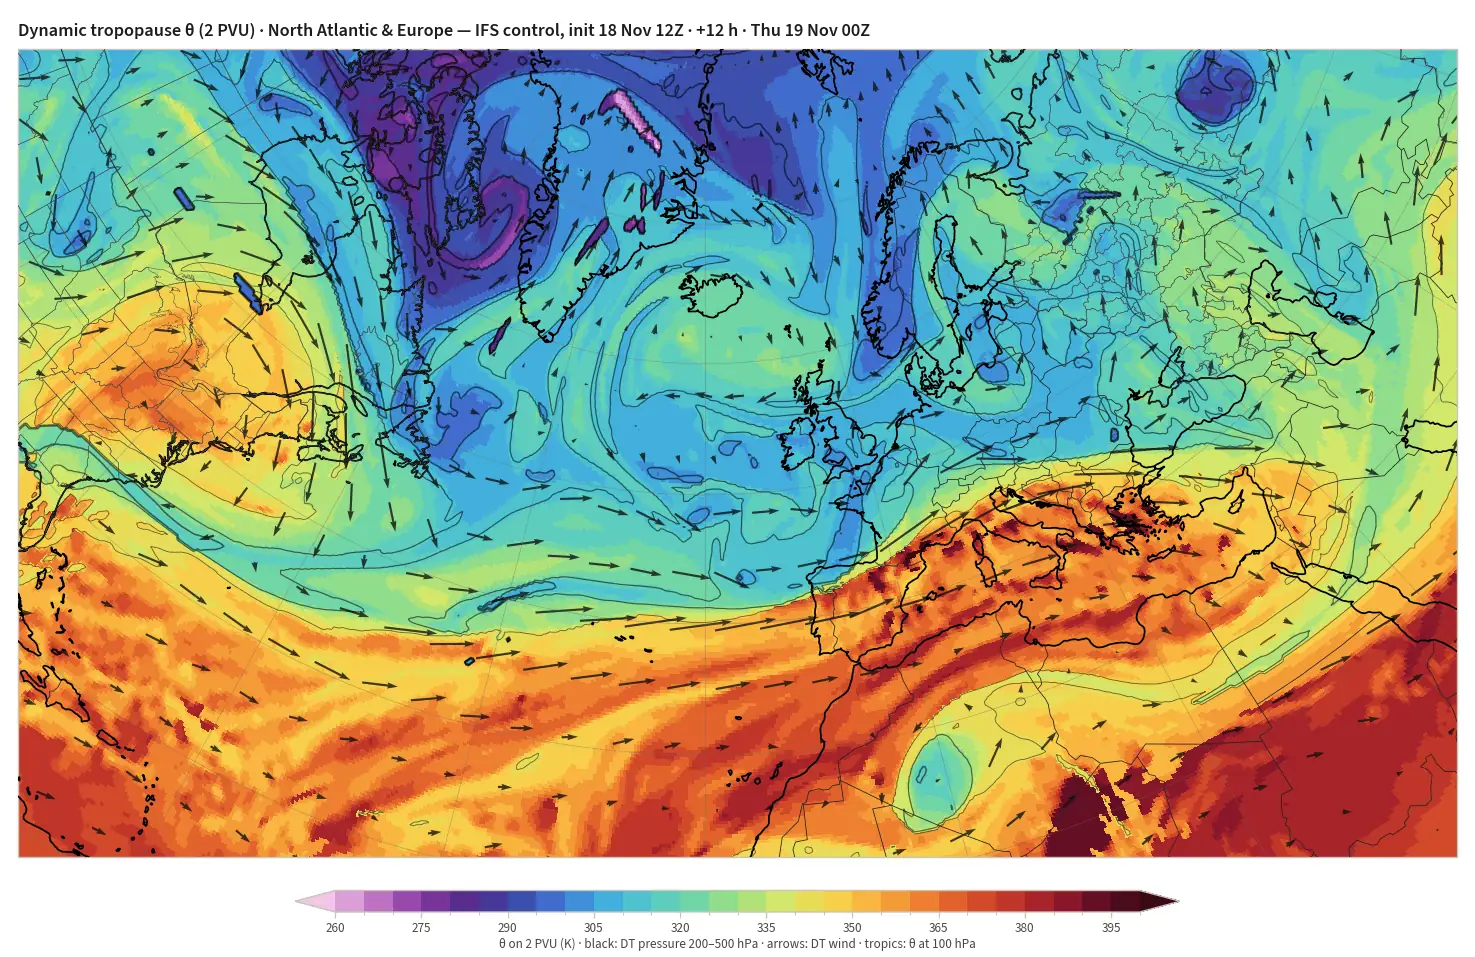 Dynamic tropopause θ (2 PVU) · North Atlantic & Europe — IFS control, init 18 Nov 12Z · +12 h · Thu 19 Nov 00Z
260 275 290 305 320 335 350 365 380 395
θ on 2 PVU (K) · black: DT pressure 200–500 hPa · arrows: DT wind · tropics: θ at 100 hPa